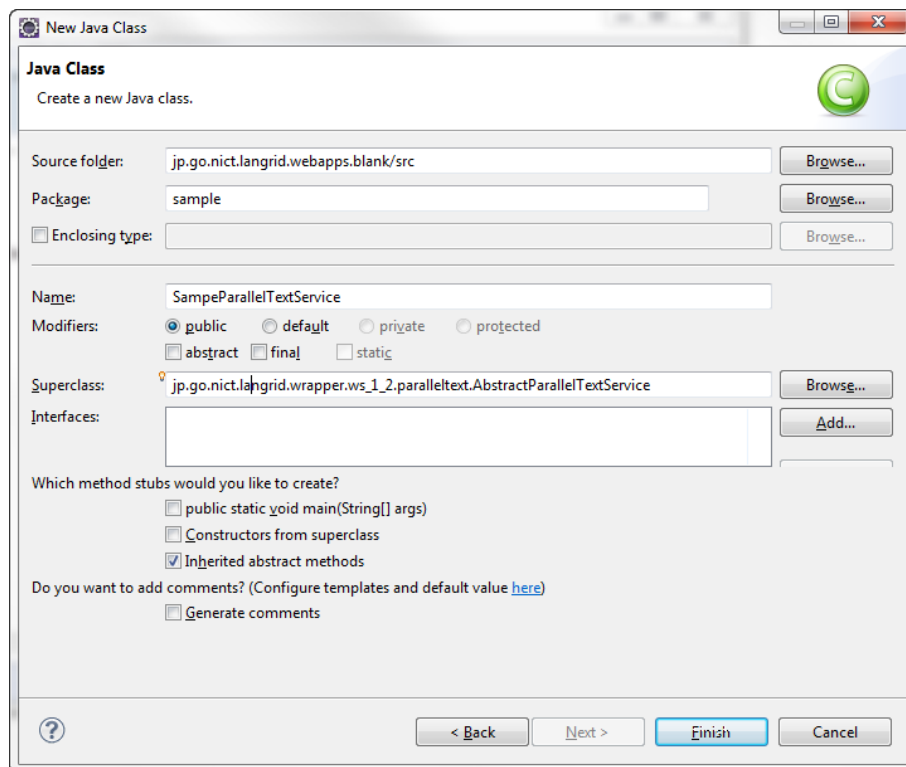 New Java Class
Java Class
Create a new Java class.
C
Source folder: jp.go.nict.langrid.webapps.blank/src Browse...
Package: sample Browse...
Enclosing type: Browse...
Name: SampeParallelTextService
Modifiers: public default private protected
abstract final static
Superclass: jp.go.nict.langrid.wrapper.ws_1_2.paralleltext.AbstractParallelTextService Browse...
Interfaces: Add...
Which method stubs would you like to create?
public static void main(String[] args)
Constructors from superclass
Inherited abstract methods
Do you want to add comments? (Configure templates and default value here)
Generate comments
? < Back Next > Finish Cancel